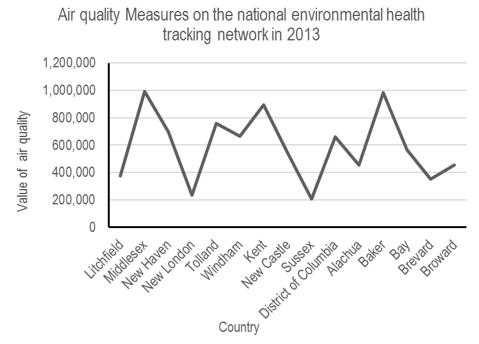 Air quality Measures on the national environmental health
tracking network in 2013
Value of air quality
1,200,000
1,000,000
800,000
600,000
400,000
200,000
0
Litchfield
Middlesex
New Haven
New London
Tolland
Windham
Kent
New Castle
Sussex
District of Columbia
Alachua
Baker
Bay
Brevard
Broward
Country